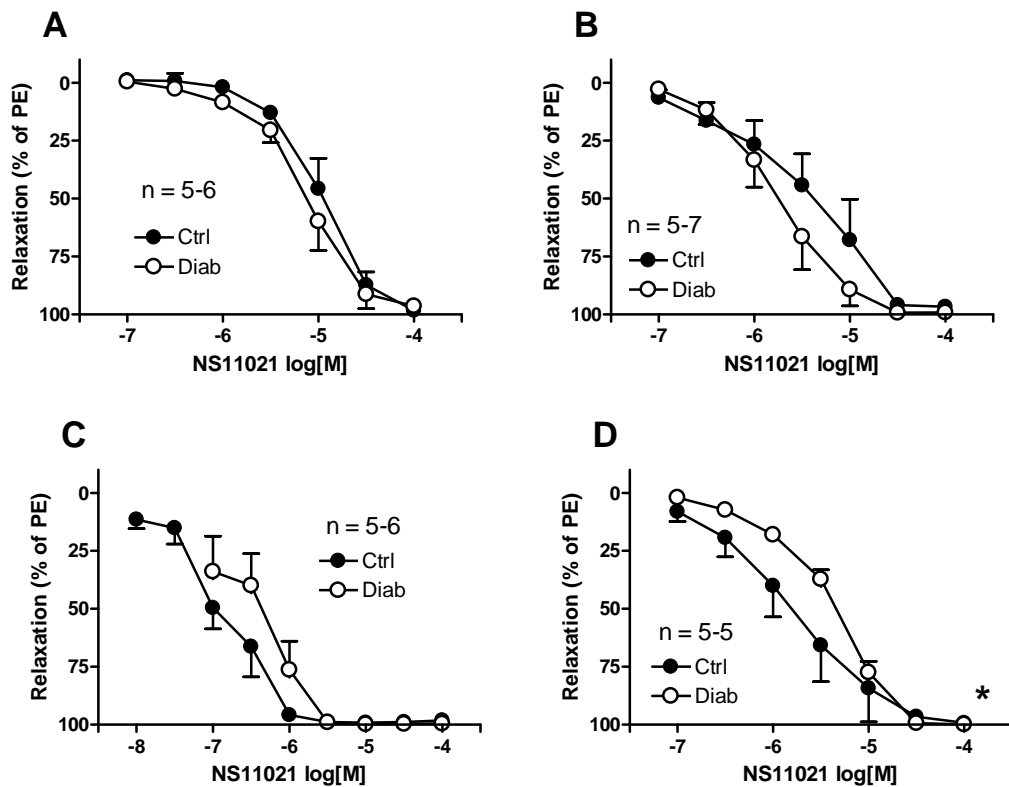 A
Relaxation (% of PE)
0
25
50
75
100
n = 5-6
Ctrl
Diab
-7
-6
-5
-4
NS11021 log[M]
B
Relaxation (% of PE)
0
25
50
75
100
n = 5-7
Ctrl
Diab
-7
-6
-5
-4
NS11021 log[M]
C
Relaxation (% of PE)
0
25
50
75
100
n = 5-6
Ctrl
Diab
-8
-7
-6
-5
-4
NS11021 log[M]
D
Relaxation (% of PE)
0
25
50
75
100
n = 5-5
Ctrl
Diab
*
-7
-6
-5
-4
NS11021 log[M]